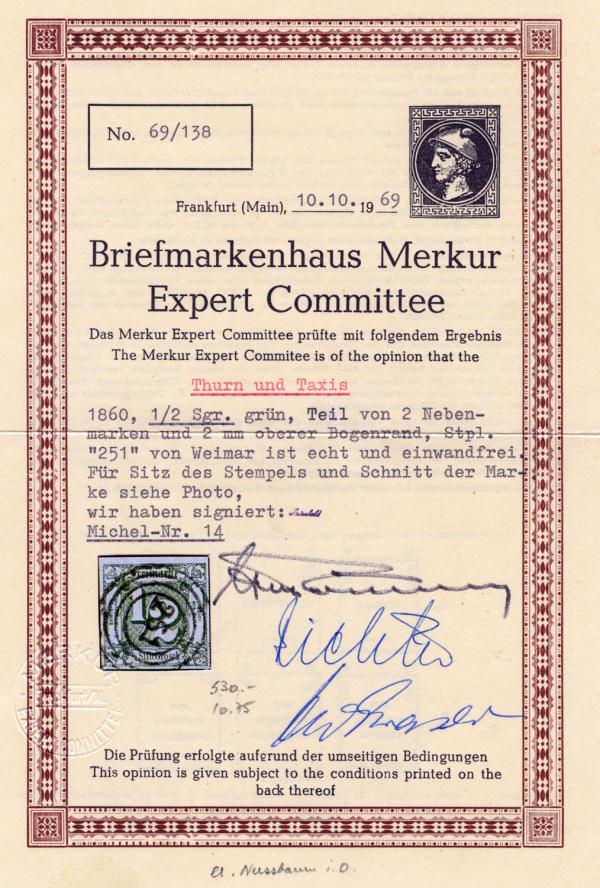 No. 69/138
Frankfurt (Main), 10.10. 19 69
Briefmarkenhaus Merkur
Expert Committee
Das Merkur Expert Committee prüfte mit folgendem Ergebnis
The Merkur Expert Commitee is of the opinion that the
Thurn und Taxis
1860, 1/2 Sgr. grün, Teil von 2 Neben-
marken und 2 mm oberer Bogenrand, Stpl.
"251" von Weimar ist echt und einwandfrei.
Für Sitz des Stempels und Schnitt der Mar-
ke siehe Photo,
wir haben signiert:
Michel-Nr. 14
Richter
530.-
10.75
Die Prüfung erfolgte aufgrund der umseitigen Bedingungen
This opinion is given subject to the conditions printed on the
back thereof
Nussbaum i. O.